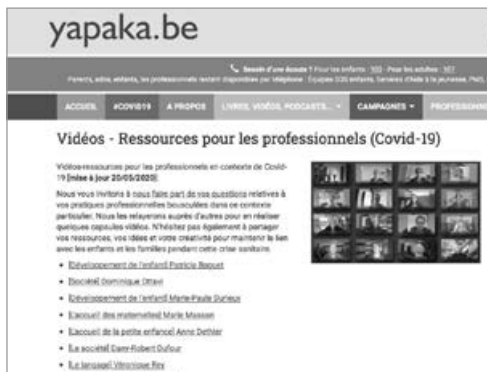 yapaka.be
Besoin d'une écoute ? Pour les enfants : 103 - Pour les adultes : 107
Parents, ados, enfants, les professionnels restent disponibles par téléphone : Équipes SOS enfants, Services d'Aide à la jeunesse, PMS,
ACCUEIL #COVID19 A PROPOS LIVRES, VIDÉOS, PODCASTS... CAMPAGNES PROFESSIONNE
Vidéos - Ressources pour les professionnels (Covid-19)
Vidéos-ressources pour les professionnels en contexte de Covid-
19 [mise à jour 20/05/2020].
Nous vous invitons à nous faire part de vos questions relatives à
vos pratiques professionnelles bousculées dans ce contexte
particulier. Nous les relayerons auprès d'autres pour en réaliser
quelques capsules vidéos. N'hésitez pas également à partager
vos ressources, vos idées et votre créativité pour maintenir le lien
avec les enfants et les familles pendant cette crise sanitaire.
[Développement de l'enfant] Patricia Baquet
[Société] Dominique Ottavi
[Développement de l'enfant] Marie-Paule Durieux
[L'accueil des maternelles] Marie Masson
[L'accueil de la petite enfance] Anne Dethier
[La société] Dany-Robert Dufour
[Le langage] Véronique Rey